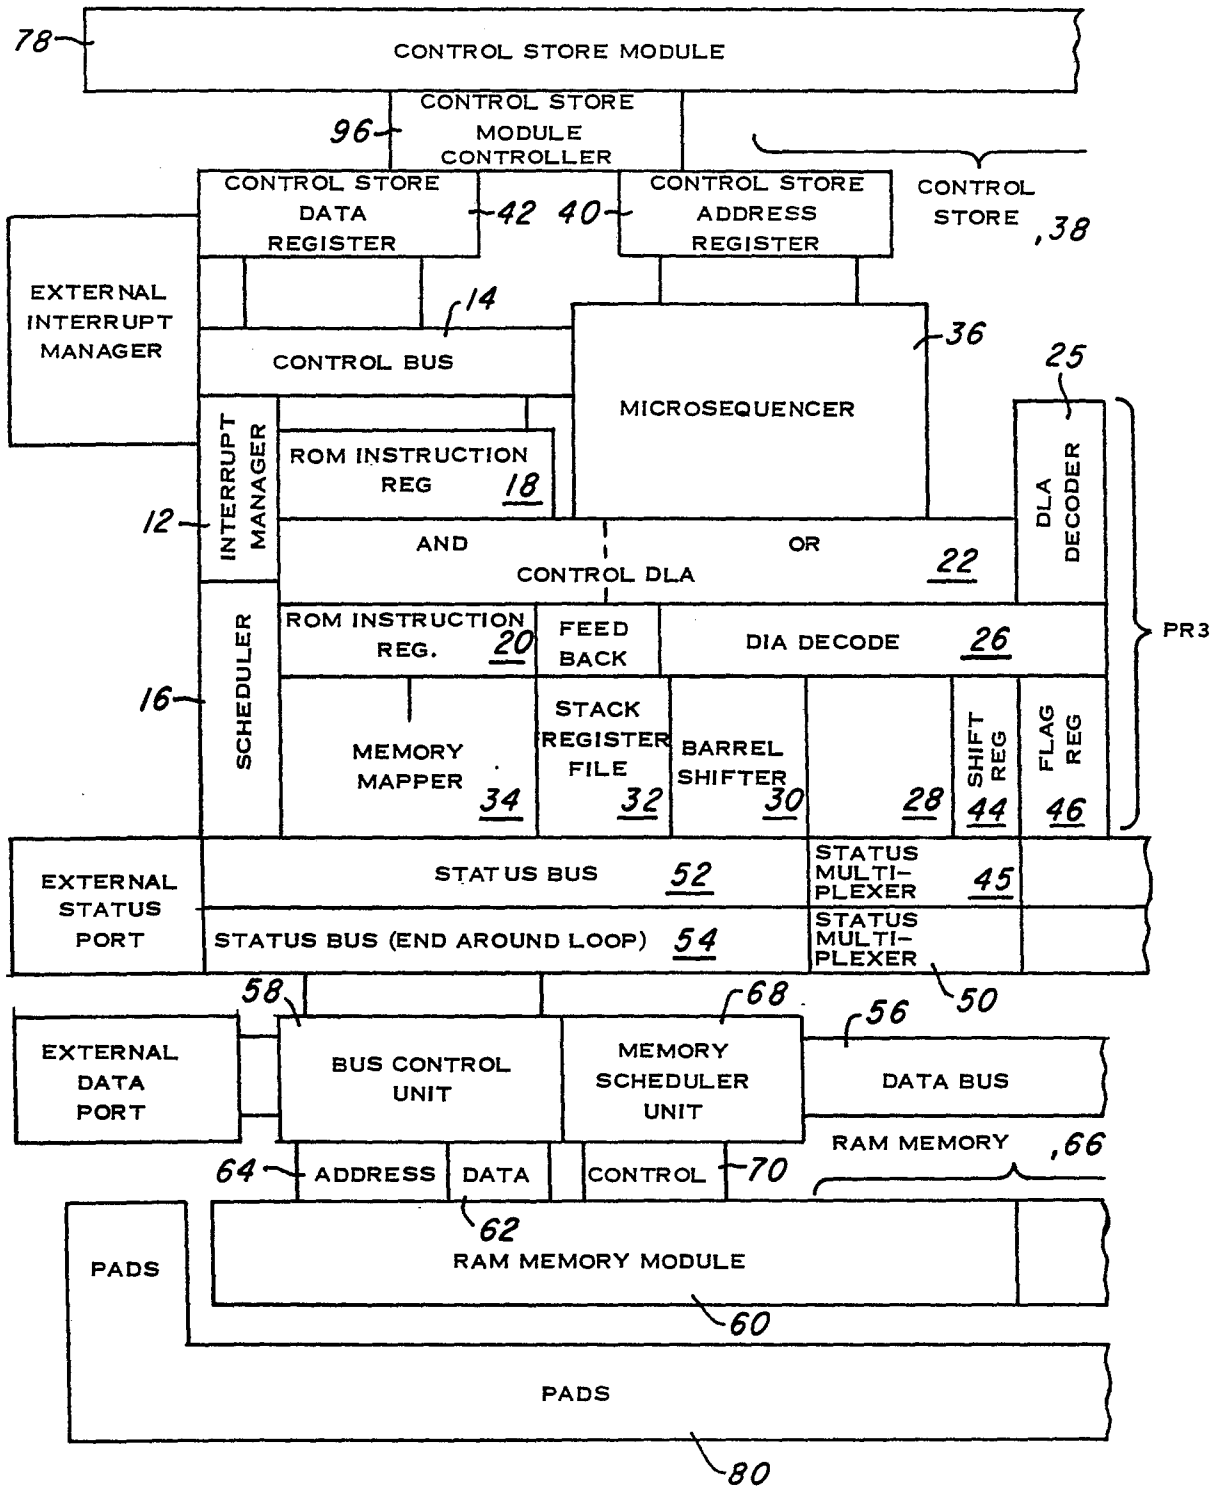 78
CONTROL STORE MODULE
96
CONTROL STORE
MODULE
CONTROLLER
CONTROL STORE
DATA
REGISTER
42
40
CONTROL STORE
ADDRESS
REGISTER
CONTROL
STORE
,38
EXTERNAL
INTERRUPT
MANAGER
14
CONTROL BUS
36
MICROSEQUENCER
25
DLA
DECODER
12
INTERRUPT
MANAGER
ROM INSTRUCTION
REG
18
AND
OR
CONTROL DLA
22
PR3
16
SCHEDULER
ROM INSTRUCTION
REG.
20
FEED
BACK
DIA DECODE
26
MEMORY
MAPPER
34
STACK
REGISTER
FILE
32
BARREL
SHIFTER
30
28
SHIFT
REG
44
FLAG
REG
46
EXTERNAL
STATUS
PORT
STATUS BUS
52
STATUS
MULTI-
PLEXER
45
STATUS BUS (END AROUND LOOP)
54
STATUS
MULTI-
PLEXER
50
EXTERNAL
DATA
PORT
58
BUS CONTROL
UNIT
68
MEMORY
SCHEDULER
UNIT
56
DATA BUS
64
ADDRESS
DATA
62
CONTROL
70
RAM MEMORY
,66
PADS
RAM MEMORY MODULE
60
PADS
80